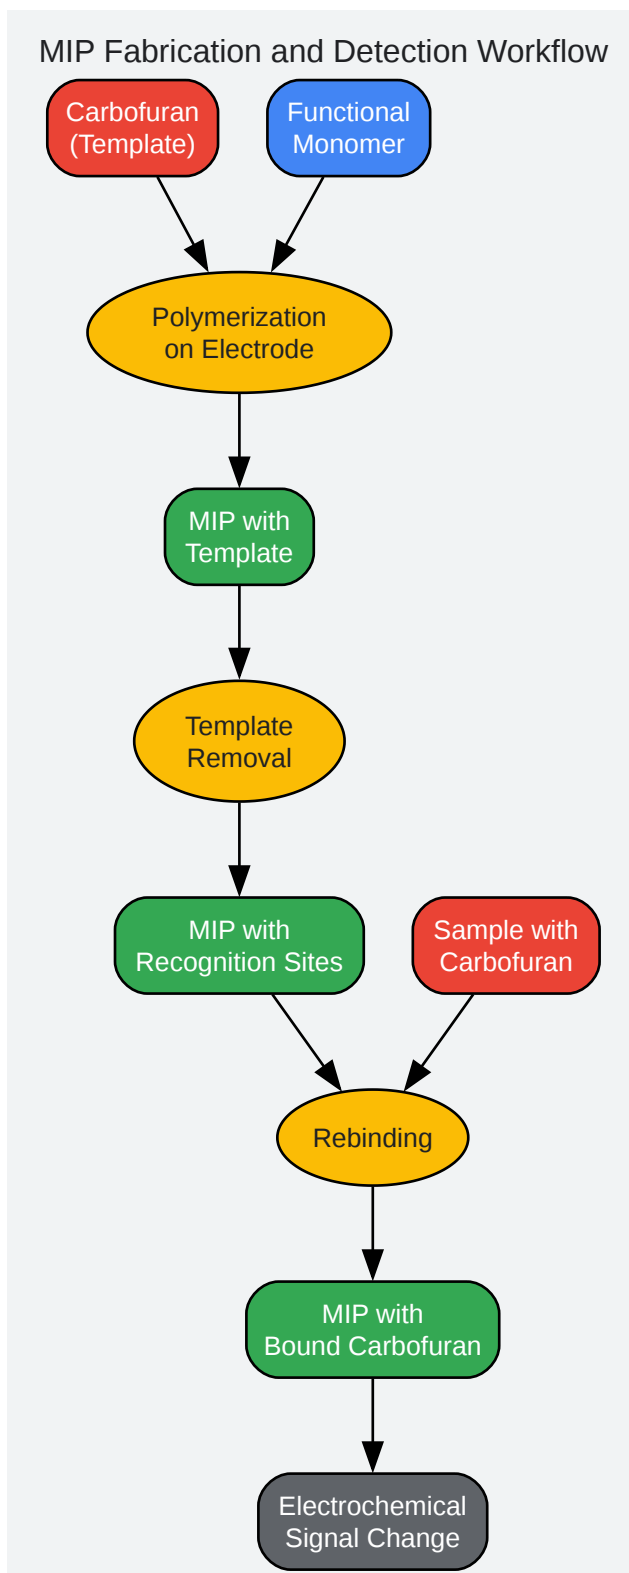 MIP Fabrication and Detection Workflow
Carbofuran
(Template)
Functional
Monomer
Polymerization
on Electrode
MIP with
Template
Template
Removal
MIP with
Recognition Sites
Sample with
Carbofuran
Rebinding
MIP with
Bound Carbofuran
Electrochemical
Signal Change